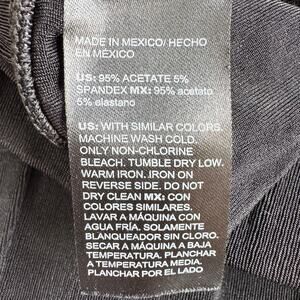 MADE IN MEXICO/ HECHO
EN MÉXICO
US: 95% ACETATE 5%
SPANDEX MX: 95% acetato
5% elastano
US: WITH SIMILAR COLORS.
MACHINE WASH COLD.
ONLY NON-CHLORINE
BLEACH. TUMBLE DRY LOW.
WARM IRON. IRON ON
REVERSE SIDE. DO NOT
DRY CLEAN MX: CON
COLORES SIMILARES.
LAVAR A MÁQUINA CON
AGUA FRÍA. SOLAMENTE
BLANQUEADOR SIN CLORO.
SECAR A MÁQUINA A BAJA
TEMPERATURA. PLANCHAR
A TEMPERATURA MEDIA.
PLANCHAR POR EL LADO